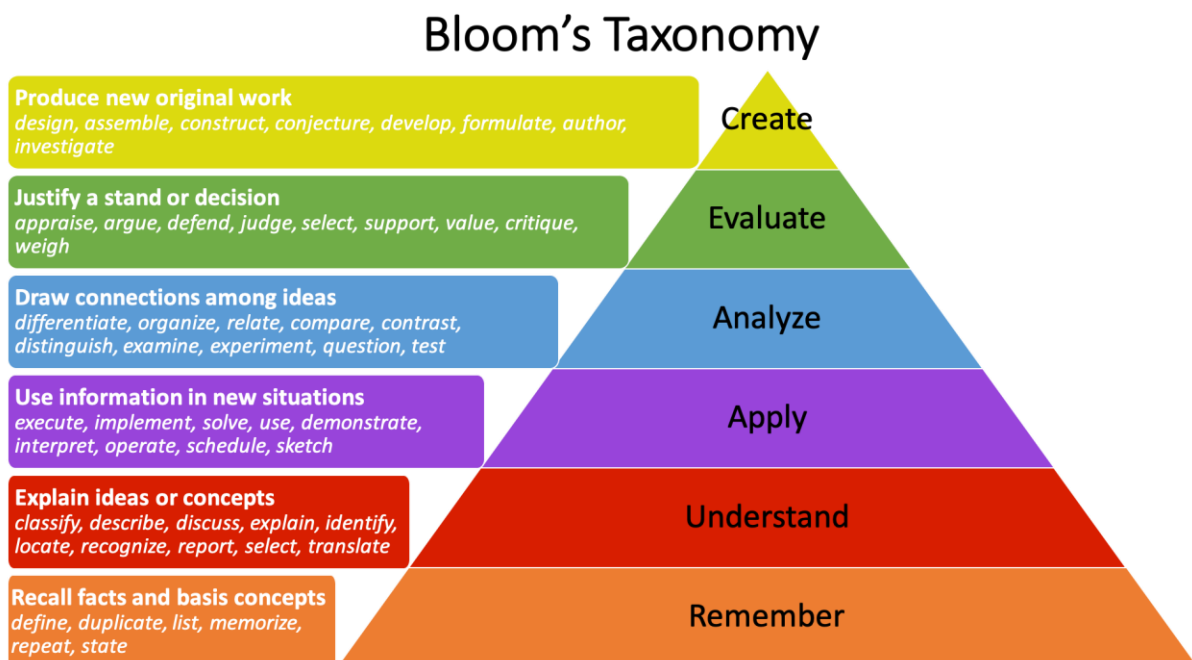 Bloom's Taxonomy
Produce new original work
design, assemble, construct, conjecture, develop, formulate, author,
investigate
Create
Justify a stand or decision
appraise, argue, defend, judge, select, support, value, critique,
weigh
Evaluate
Draw connections among ideas
differentiate, organize, relate, compare, contrast,
distinguish, examine, experiment, question, test
Analyze
Use information in new situations
execute, implement, solve, use, demonstrate,
interpret, operate, schedule, sketch
Apply
Explain ideas or concepts
classify, describe, discuss, explain, identify,
locate, recognize, report, select, translate
Understand
Recall facts and basis concepts
define, duplicate, list, memorize,
repeat, state
Remember